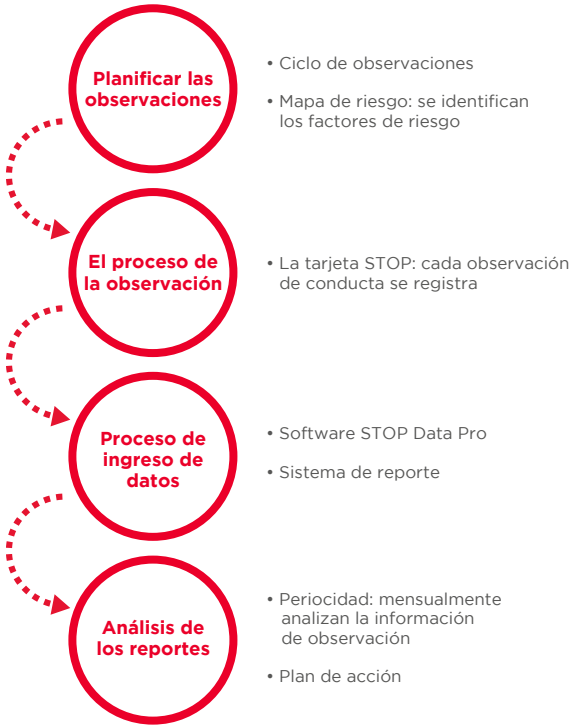 Planificar las
observaciones
• Ciclo de observaciones
• Mapa de riesgo: se identifican
los factores de riesgo
El proceso de
la observación
• La tarjeta STOP: cada observación
de conducta se registra
Proceso de
ingreso de
datos
• Software STOP Data Pro
• Sistema de reporte
Análisis de
los reportes
• Periocidad: mensualmente
analizan la información
de observación
• Plan de acción